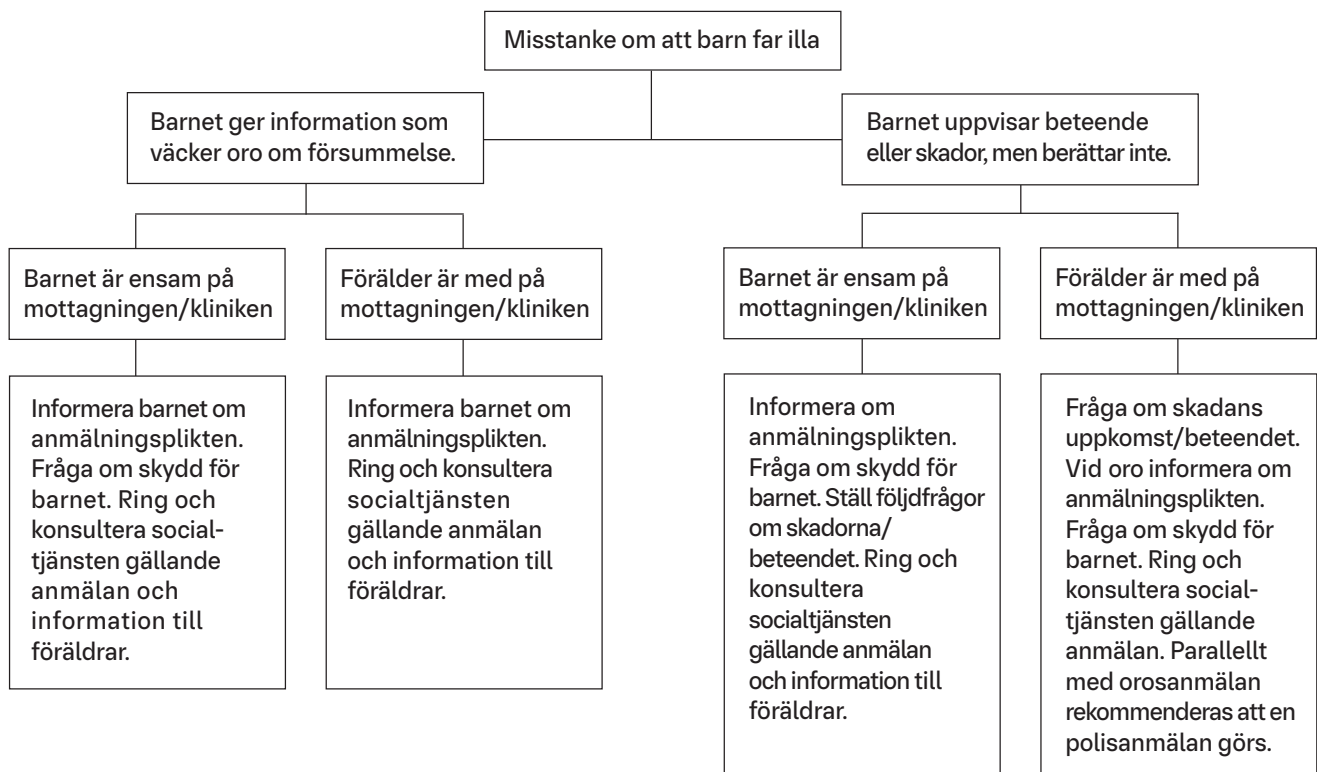 Misstanke om att barn far illa
Barnet ger information som
väcker oro om försummelse.
Barnet uppvisar beteende
eller skador, men berättar inte.
Barnet är ensam på
mottagningen/kliniken
Förälder är med på
mottagningen/kliniken
Barnet är ensam på
mottagningen/kliniken
Förälder är med på
mottagningen/kliniken
Informera barnet om
anmälningsplikten.
Fråga om skydd för
barnet. Ring och
konsultera social-
tjänsten gällande
anmälan och
information till
föräldrar.
Informera barnet om
anmälningsplikten.
Ring och konsultera
socialtjänsten
gällande anmälan
och information till
föräldrar.
Informera om
anmälningsplikten.
Fråga om skydd för
barnet. Ställ följdfrågor
om skadorna/
beteendet. Ring och
konsultera
socialtjänsten
gällande anmälan
och information till
föräldrar.
Fråga om skadans
uppkomst/beteendet.
Vid oro informera om
anmälningsplikten.
Fråga om skydd för
barnet. Ring och
konsultera social-
tjänsten gällande
anmälan. Parallellt
med orosanmälan
rekommenderas att en
polisanmälan görs.